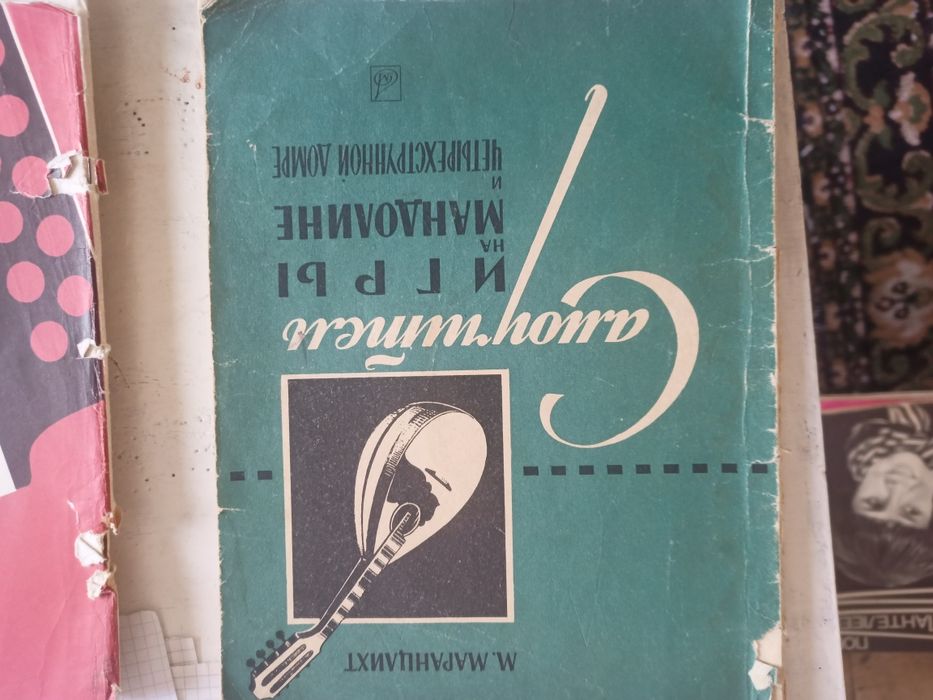 М. МАРАНЦЛИХТ
Самоучитель
ИГРЫ
НА
МАНДОЛИНЕ
И
ЧЕТЫРЕХСТРУННОЙ ДОМРЕ